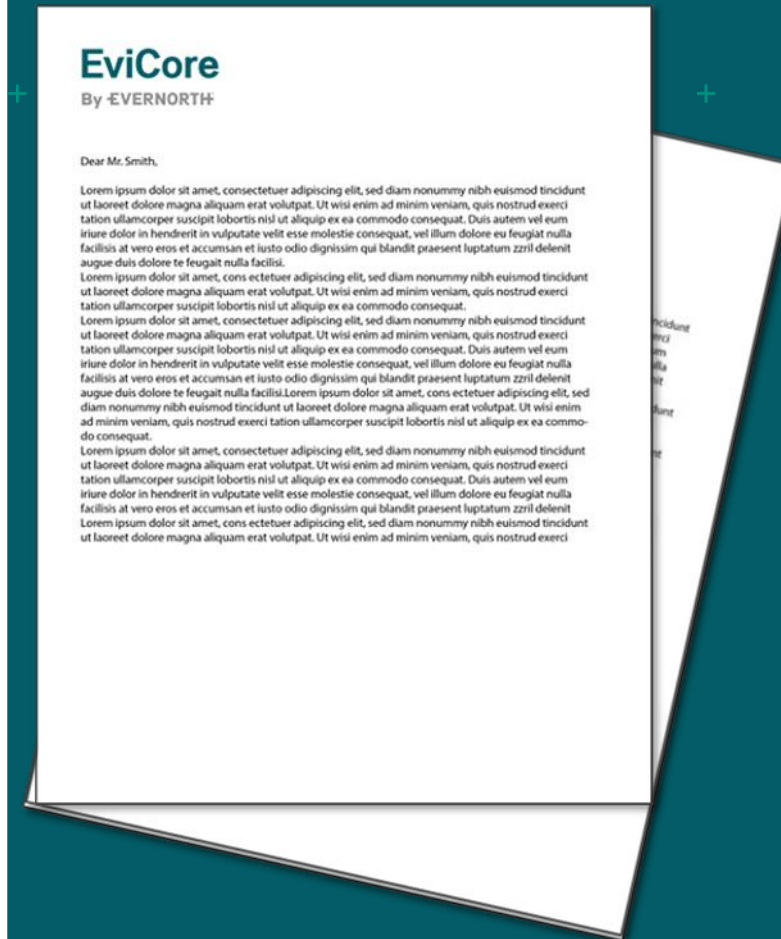 EviCore
By EVERNORTH
Dear Mr. Smith,
Lorem ipsum dolor sit amet, consectetuer adipiscing elit, sed diam nonummy nibh euismod tincidunt
ut laoreet dolore magna aliquam erat volutpat. Ut wisi enim ad minim veniam, quis nostrud exerci
tation ullamcorper suscipit lobortis nisl ut aliquip ex ea commodo consequat. Duis autem vel eum
iriure dolor in hendrerit in vulputate velit esse molestie consequat, vel illum dolore eu feugiat nulla
facilisis at vero eros et accumsan et iusto odio dignissim qui blandit praesent luptatum zzril delenit
augue duis dolore te feugait nulla facilisi.
Lorem ipsum dolor sit amet, cons ectetuer adipiscing elit, sed diam nonummy nibh euismod tincidunt
ut laoreet dolore magna aliquam erat volutpat. Ut wisi enim ad minim veniam, quis nostrud exerci
tation ullamcorper suscipit lobortis nisl ut aliquip ex ea commodo consequat.
Lorem ipsum dolor sit amet, consectetuer adipiscing elit, sed diam nonummy nibh euismod tincidunt
ut laoreet dolore magna aliquam erat volutpat. Ut wisi enim ad minim veniam, quis nostrud exerci
tation ullamcorper suscipit lobortis nisl ut aliquip ex ea commodo consequat. Duis autem vel eum
iriure dolor in hendrerit in vulputate velit esse molestie consequat, vel illum dolore eu feugiat nulla
facilisis at vero eros et accumsan et iusto odio dignissim qui blandit praesent luptatum zzril delenit
augue duis dolore te feugait nulla facilisi.Lorem ipsum dolor sit amet, cons ectetuer adipiscing elit, sed
diam nonummy nibh euismod tincidunt ut laoreet dolore magna aliquam erat volutpat. Ut wisi enim
ad minim veniam, quis nostrud exerci tation ullamcorper suscipit lobortis nisl ut aliquip ex ea commo-
do consequat.
Lorem ipsum dolor sit amet, consectetuer adipiscing elit, sed diam nonummy nibh euismod tincidunt
ut laoreet dolore magna aliquam erat volutpat. Ut wisi enim ad minim veniam, quis nostrud exerci
tation ullamcorper suscipit lobortis nisl ut aliquip ex ea commodo consequat. Duis autem vel eum
iriure dolor in hendrerit in vulputate velit esse molestie consequat, vel illum dolore eu feugiat nulla
facilisis at vero eros et accumsan et iusto odio dignissim qui blandit praesent luptatum zzril delenit
Lorem ipsum dolor sit amet, cons ectetuer adipiscing elit, sed diam nonummy nibh euismod tincidunt
ut laoreet dolore magna aliquam erat volutpat. Ut wisi enim ad minim veniam, quis nostrud exerci